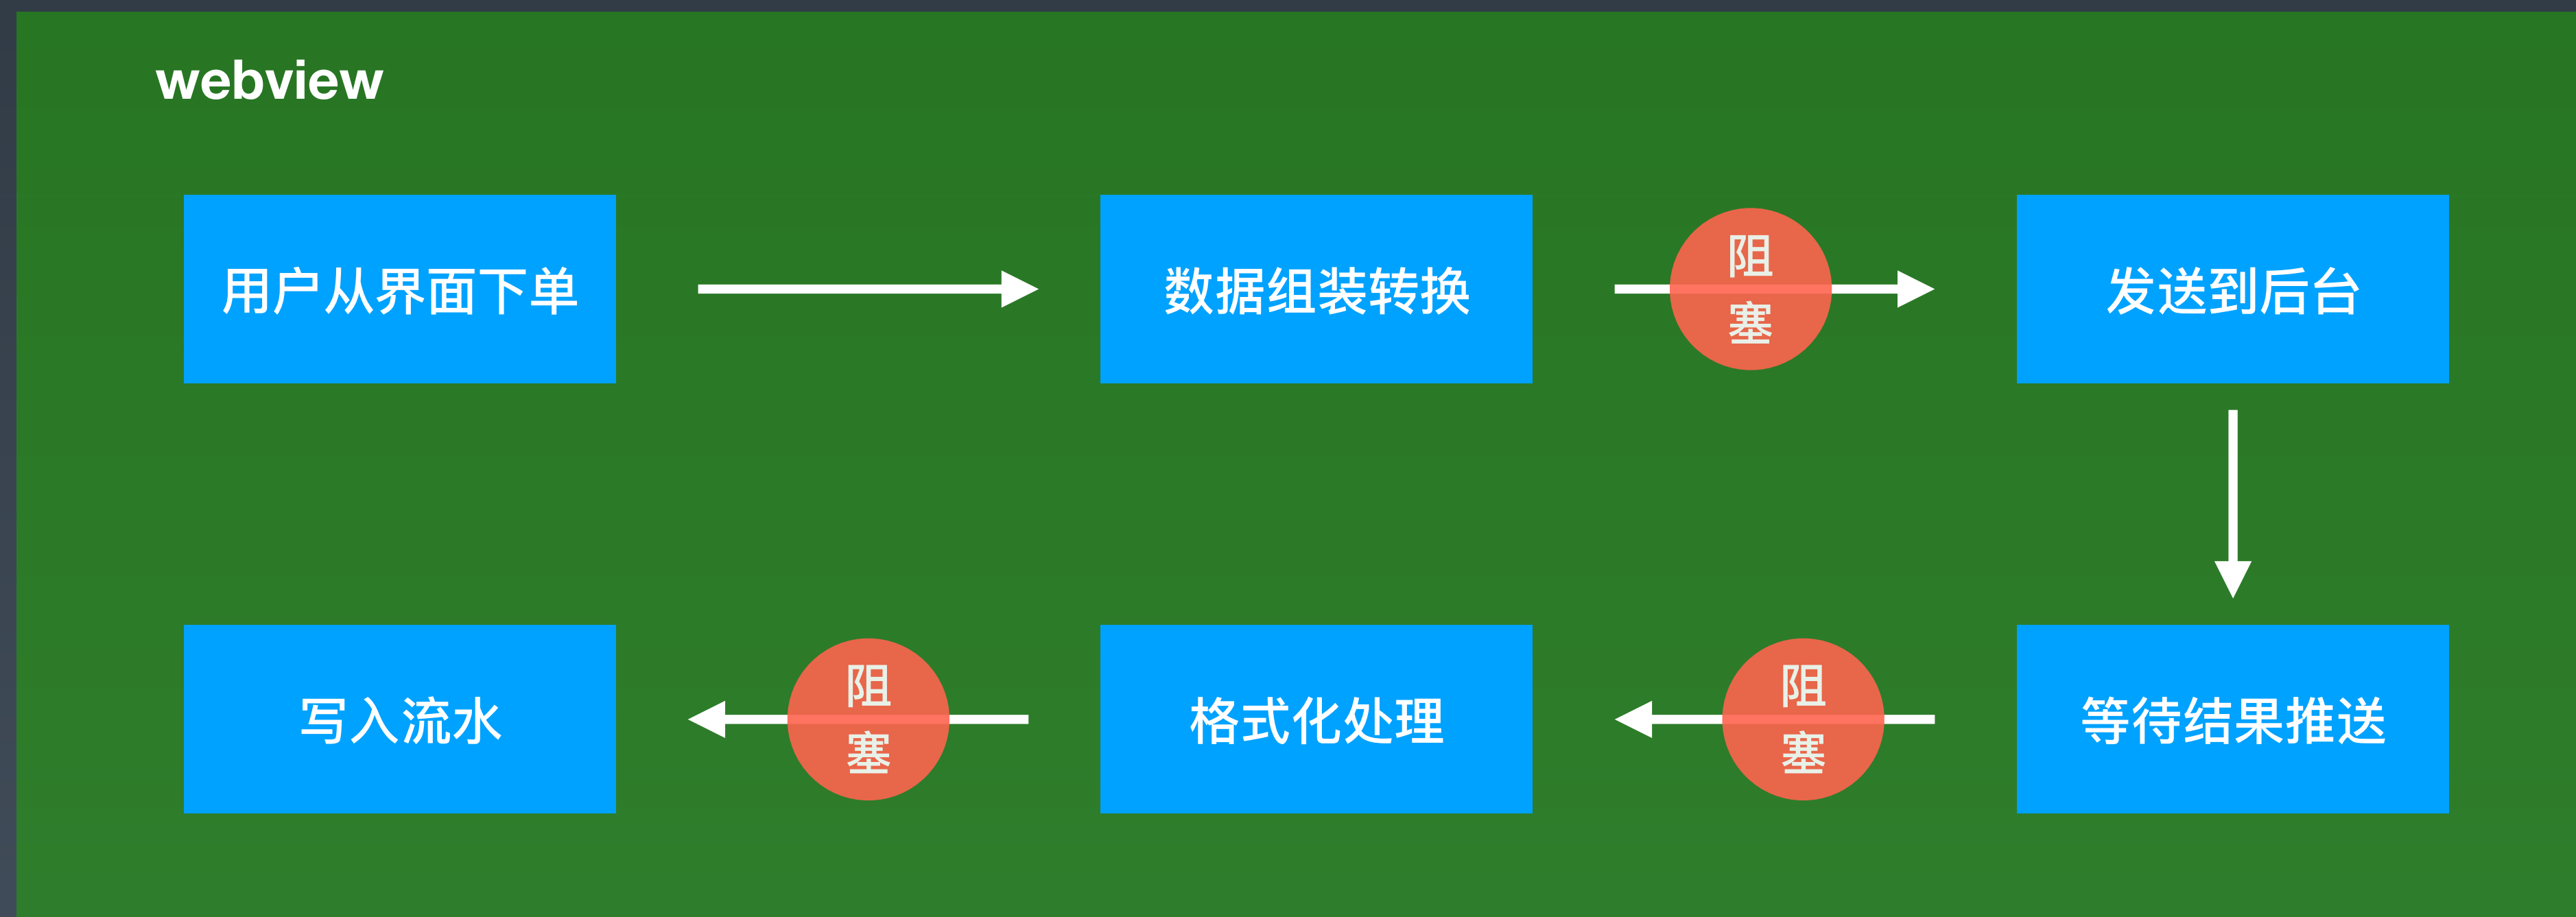 webview
用户从界面下单
数据组装转换
阻
塞
发送到后台
写入流水
阻
塞
格式化处理
阻
塞
等待结果推送